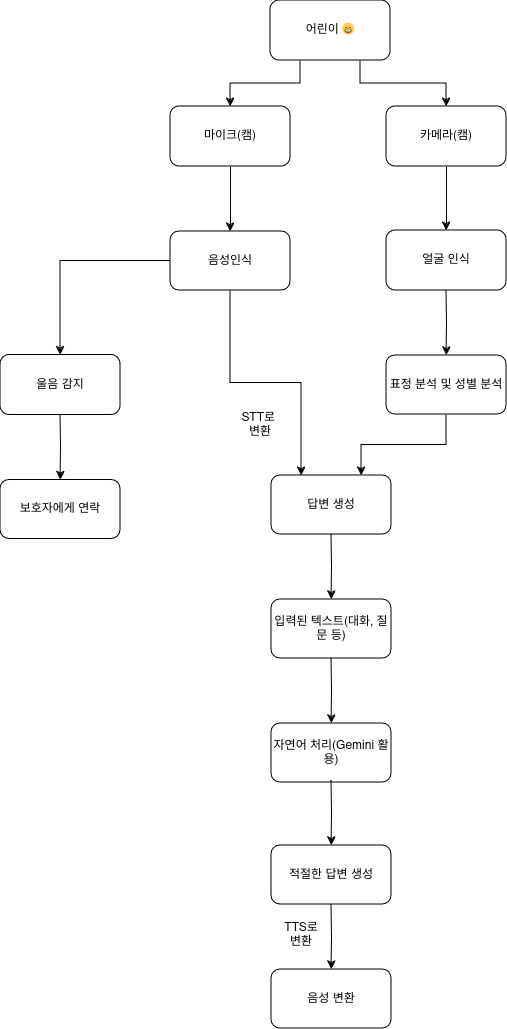 어린이 😄
마이크(캠)
카메라(캠)
음성인식
얼굴 인식
울음 감지
표정 분석 및 성별 분석
STT로
변환
보호자에게 연락
답변 생성
입력된 텍스트(대화, 질
문 등)
자연어 처리(Gemini 활
용)
적절한 답변 생성
TTS로
변환
음성 변환